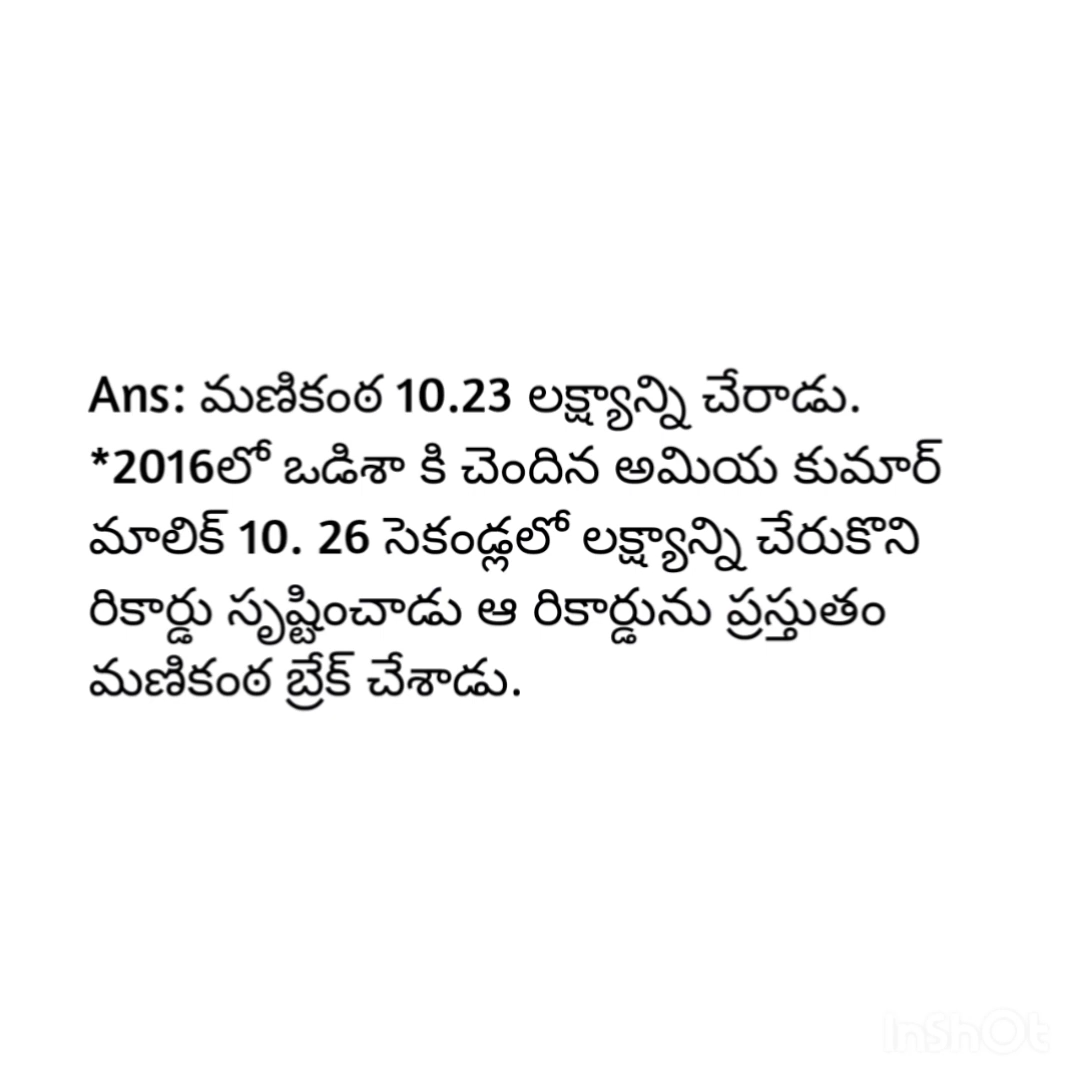 Ans: మణికంఠ 10.23 లక్ష్యాన్ని చేరాడు.
*2016లో ఒడిశా కి చెందిన అమియ కుమార్
మాలిక్ 10. 26 సెకండ్లలో లక్ష్యాన్ని చేరుకొని
రికార్డు సృష్టించాడు ఆ రికార్డును ప్రస్తుతం
మణికంఠ బ్రేక్ చేశాడు.
InShOt